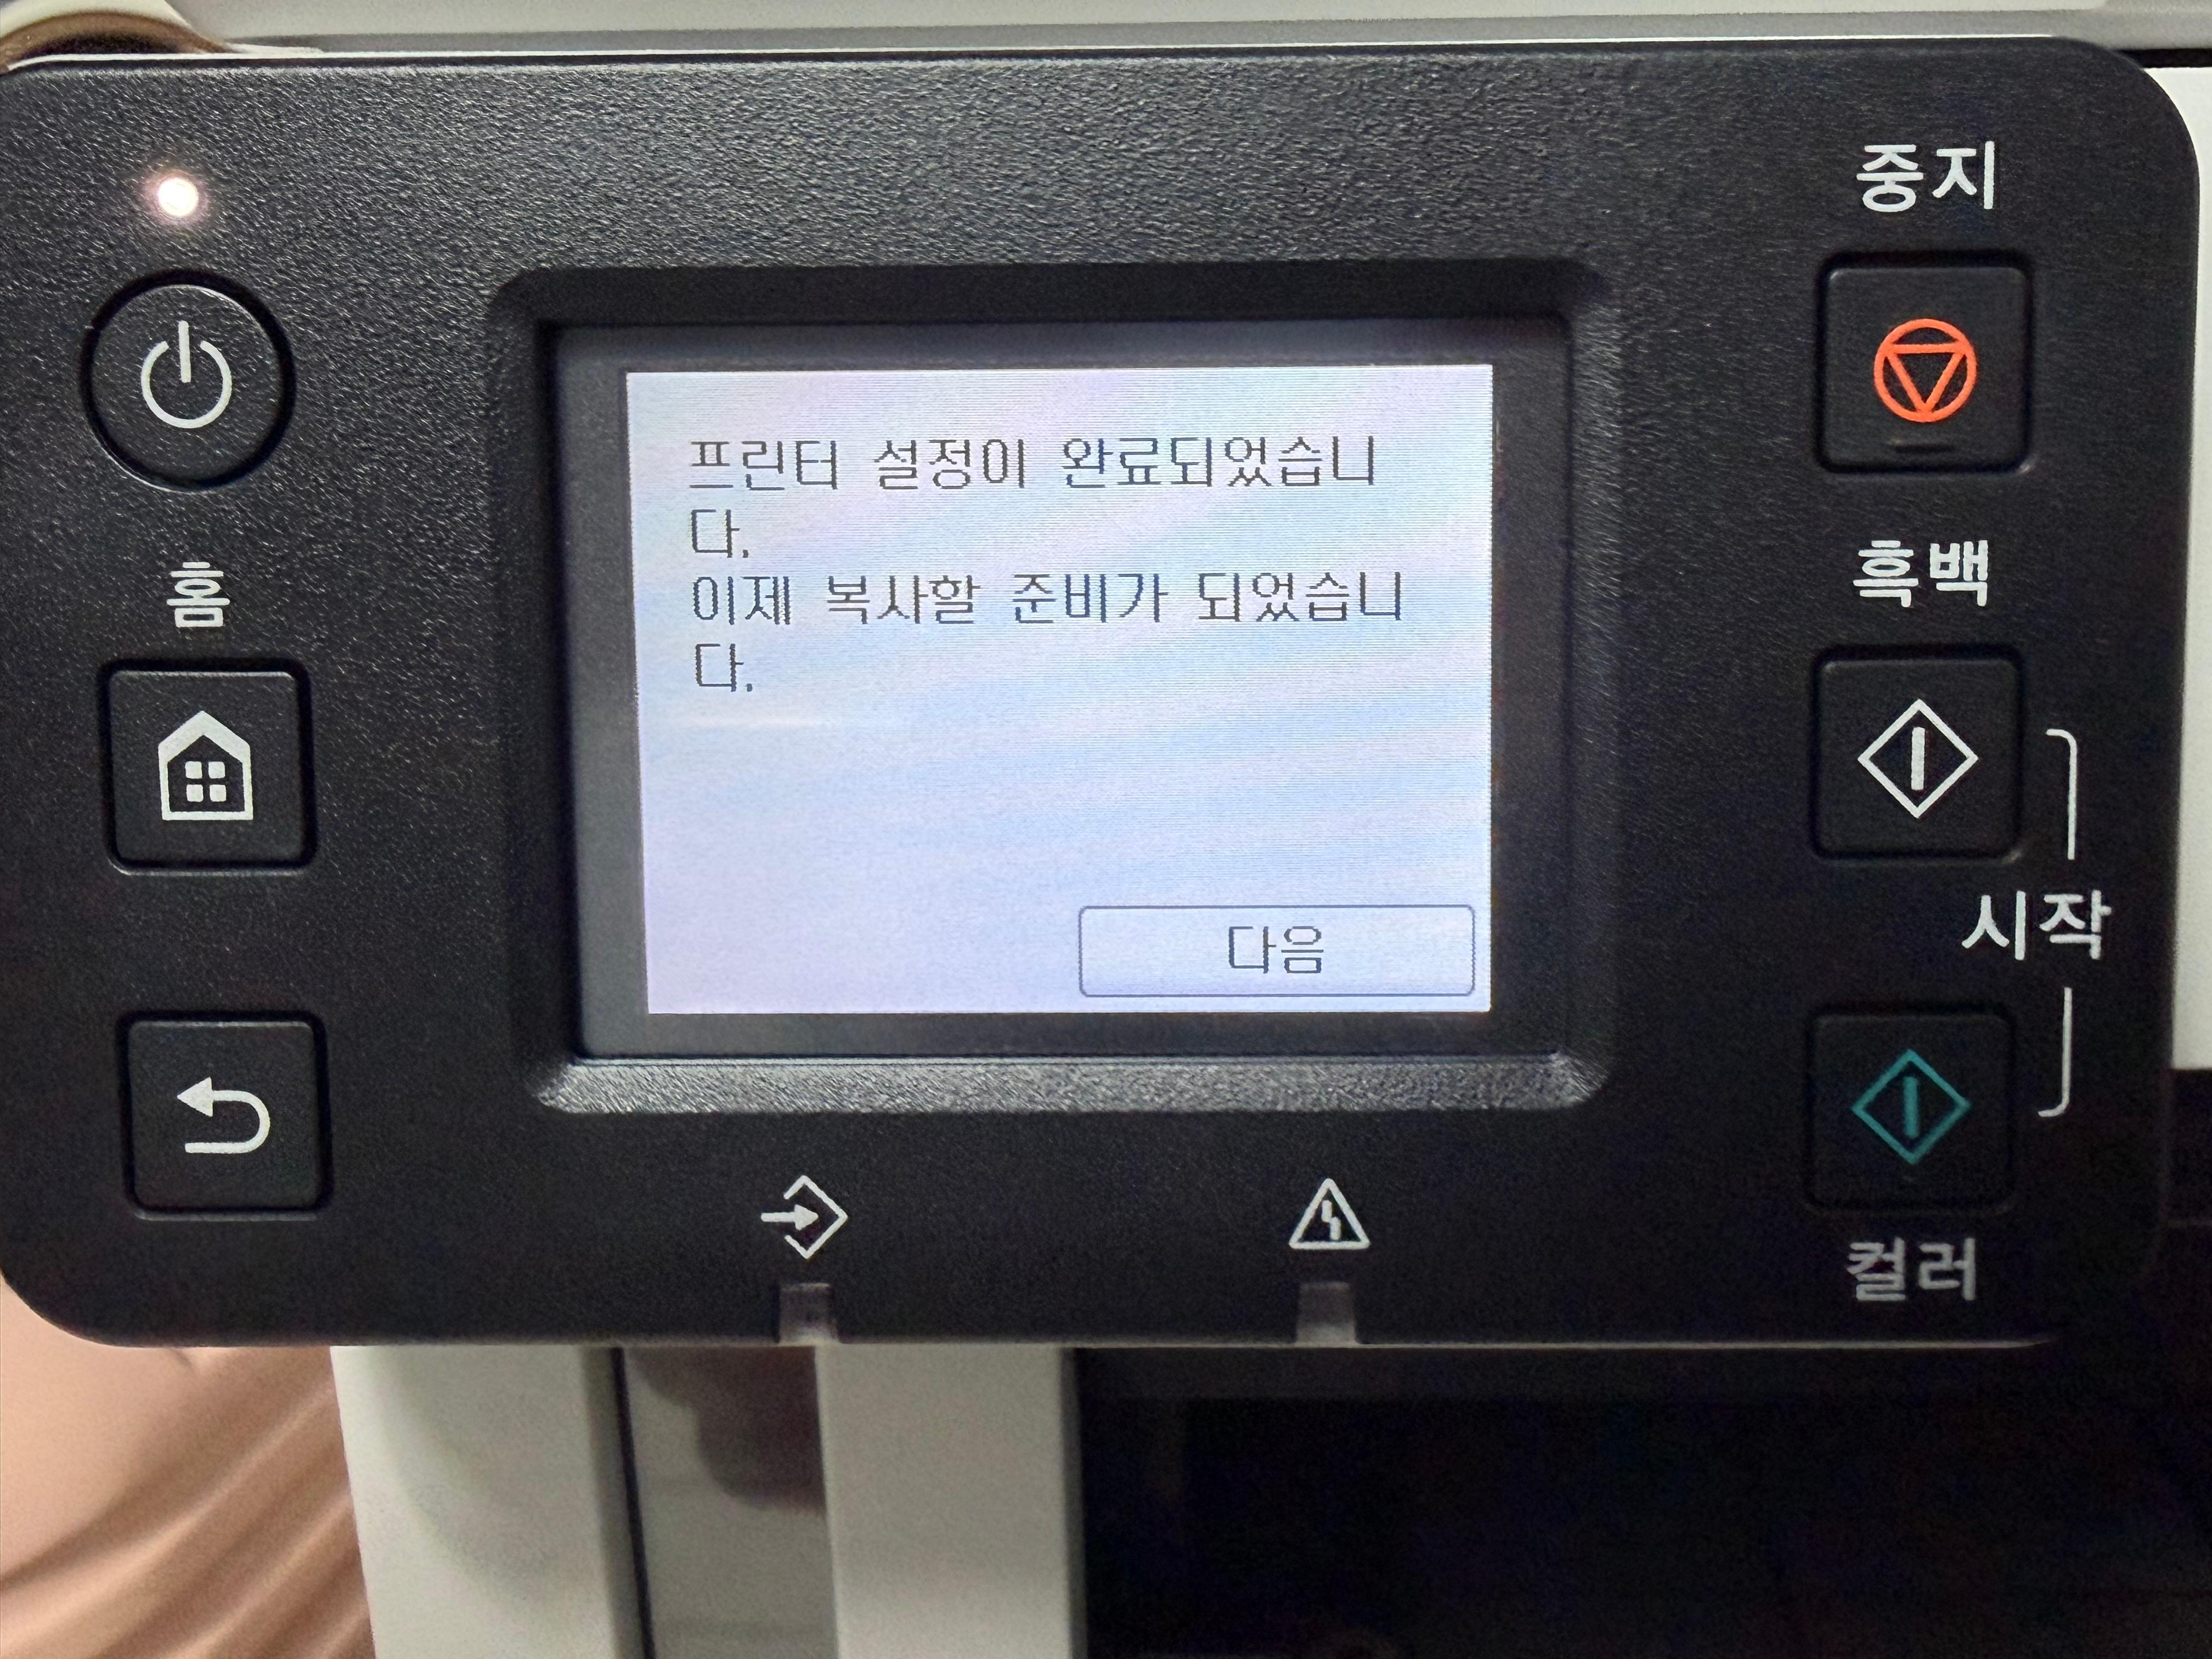 중지
프린터 설정이 완료되었습니
다.
이제 복사할 준비가 되었습니
다.
홈
흑백
시작
다음
컬러